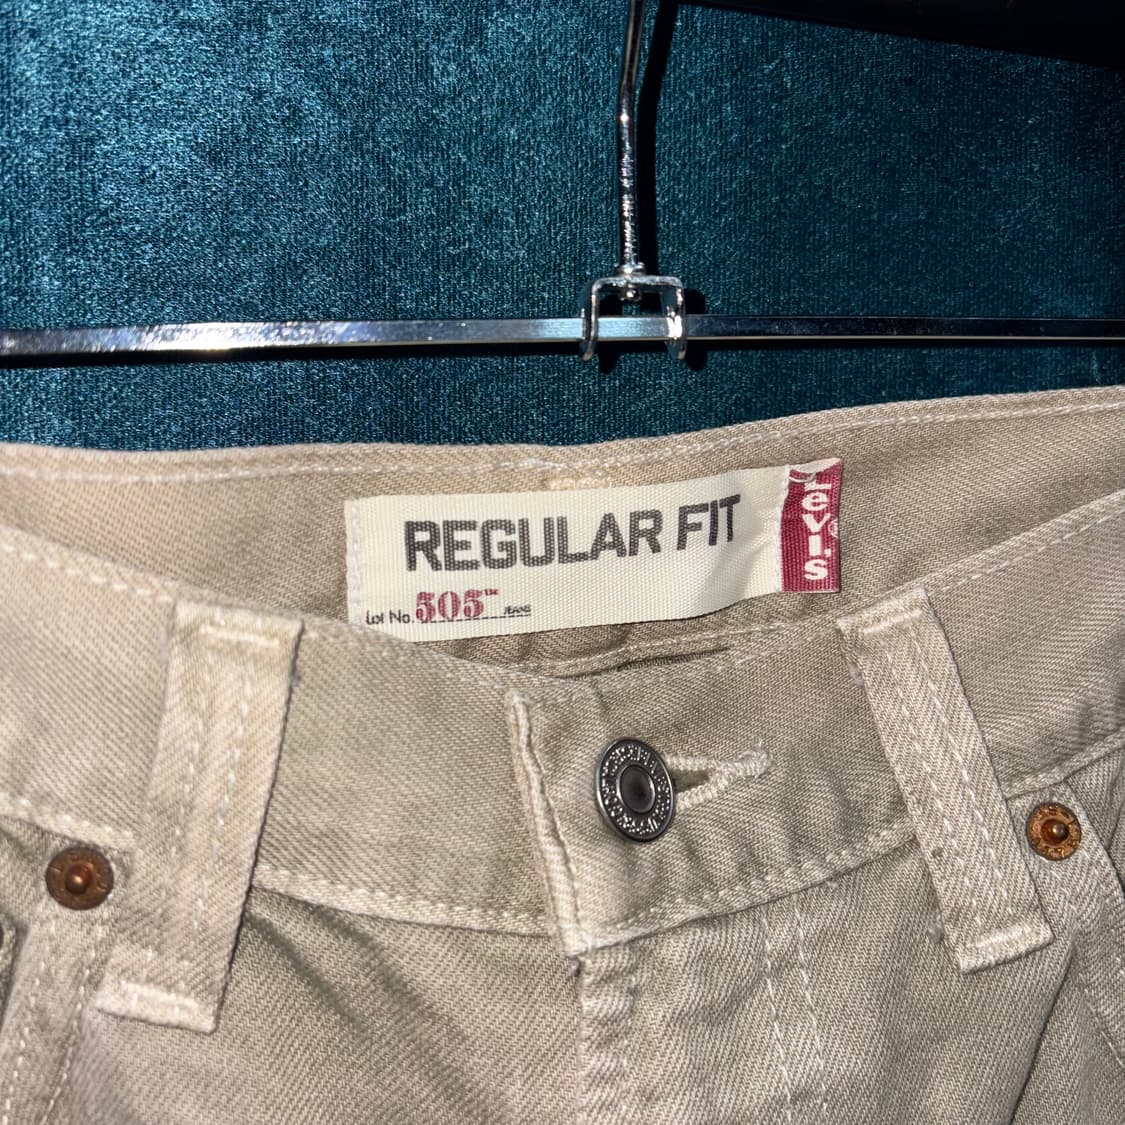 REGULAR FIT
Lot No. 505™ JEANS
Levi's®